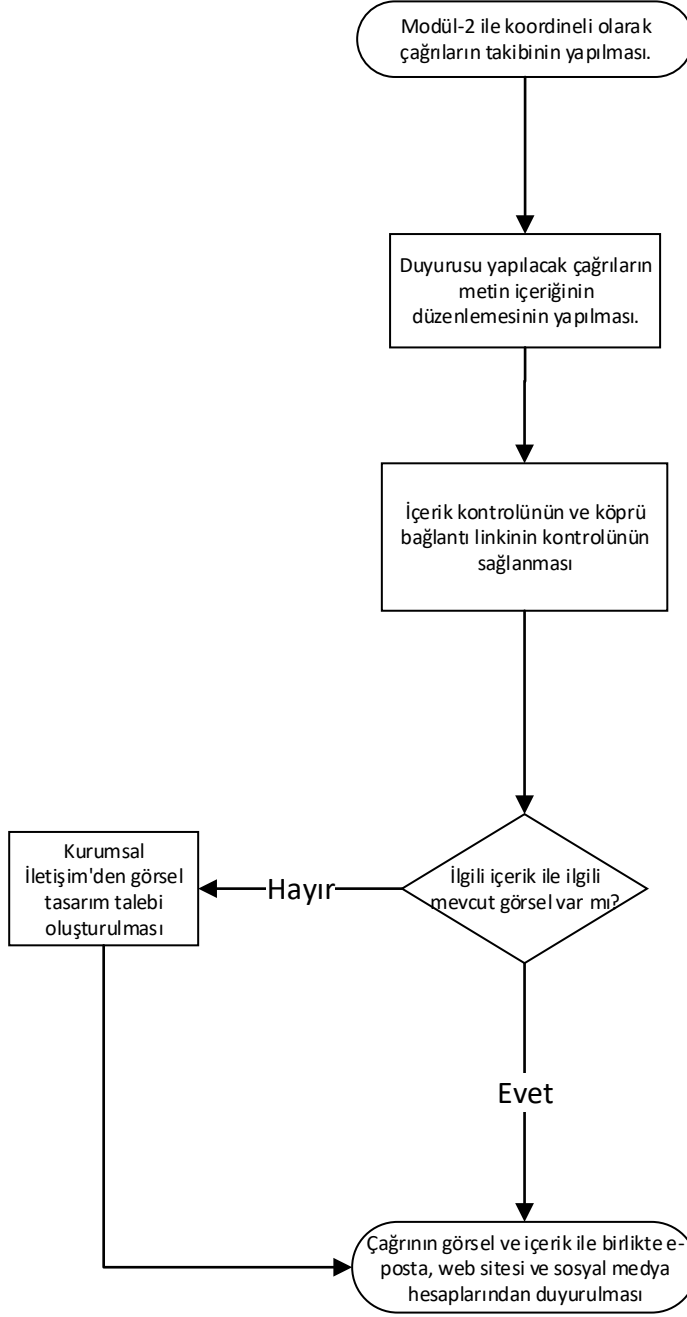 Modül-2 ile koordineli olarak
çağrıların takibinin yapılması.
Duyurusu yapılacak çağrıların
metin içeriğinin
düzenlemesinin yapılması.
İçerik kontrolünün ve köprü
bağlantı linkinin kontrolünün
sağlanması
İlgili içerik ile ilgili
mevcut görsel var mı?
Hayır
Kurumsal
İletişim'den görsel
tasarım talebi
oluşturulması
Evet
Çağrının görsel ve içerik ile birlikte e-
posta, web sitesi ve sosyal medya
hesaplarından duyurulması